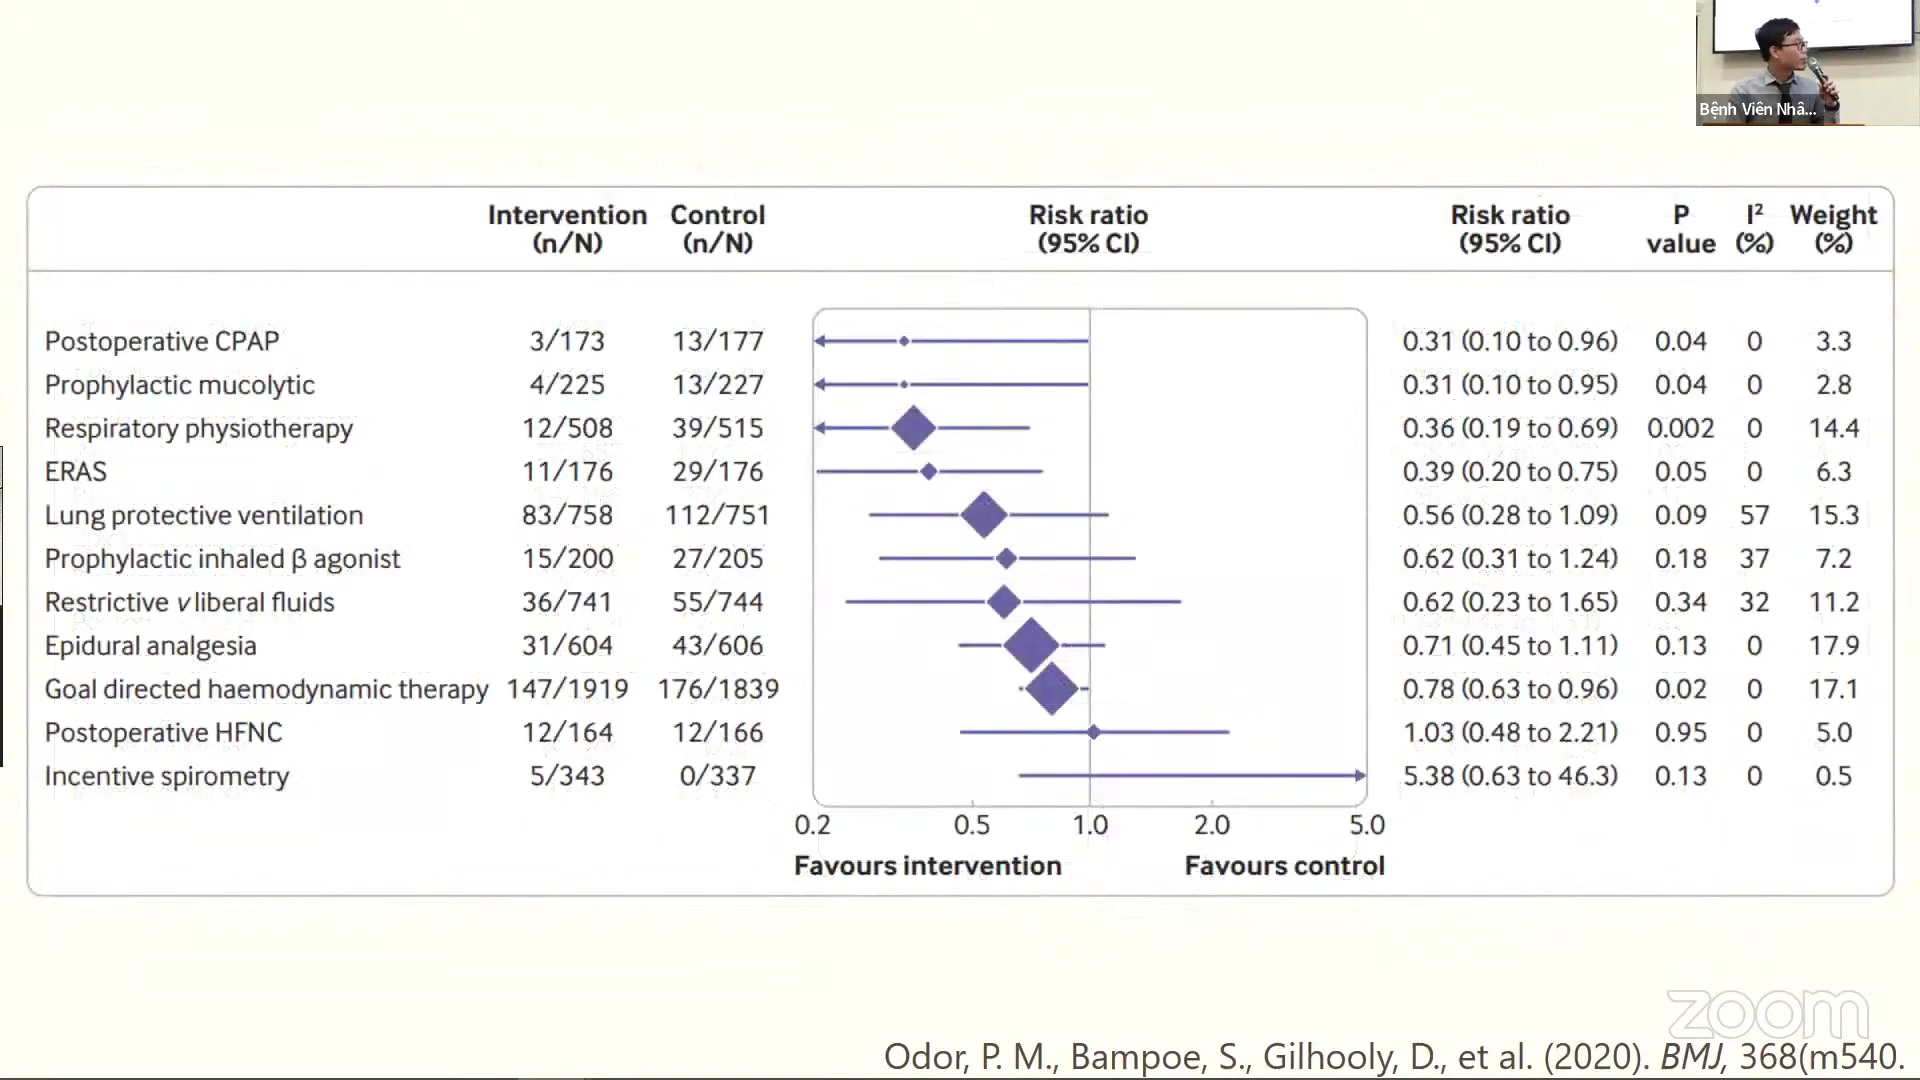 Bệnh Viên Nhâ...
Intervention Control Risk ratio Risk ratio P I² Weight
(n/N) (n/N) (95% CI) (95% CI) value (%) (%)
Postoperative CPAP 3/173 13/177 0.31 (0.10 to 0.96) 0.04 0 3.3
Prophylactic mucolytic 4/225 13/227 0.31 (0.10 to 0.95) 0.04 0 2.8
Respiratory physiotherapy 12/508 39/515 0.36 (0.19 to 0.69) 0.002 0 14.4
ERAS 11/176 29/176 0.39 (0.20 to 0.75) 0.05 0 6.3
Lung protective ventilation 83/758 112/751 0.56 (0.28 to 1.09) 0.09 57 15.3
Prophylactic inhaled β agonist 15/200 27/205 0.62 (0.31 to 1.24) 0.18 37 7.2
Restrictive v liberal fluids 36/741 55/744 0.62 (0.23 to 1.65) 0.34 32 11.2
Epidural analgesia 31/604 43/606 0.71 (0.45 to 1.11) 0.13 0 17.9
Goal directed haemodynamic therapy 147/1919 176/1839 0.78 (0.63 to 0.96) 0.02 0 17.1
Postoperative HFNC 12/164 12/166 1.03 (0.48 to 2.21) 0.95 0 5.0
Incentive spirometry 5/343 0/337 5.38 (0.63 to 46.3) 0.13 0 0.5
0.2 0.5 1.0 2.0 5.0
Favours intervention Favours control
zoom
Odor, P. M., Bampoe, S., Gilhooly, D., et al. (2020). BMJ, 368(m540.